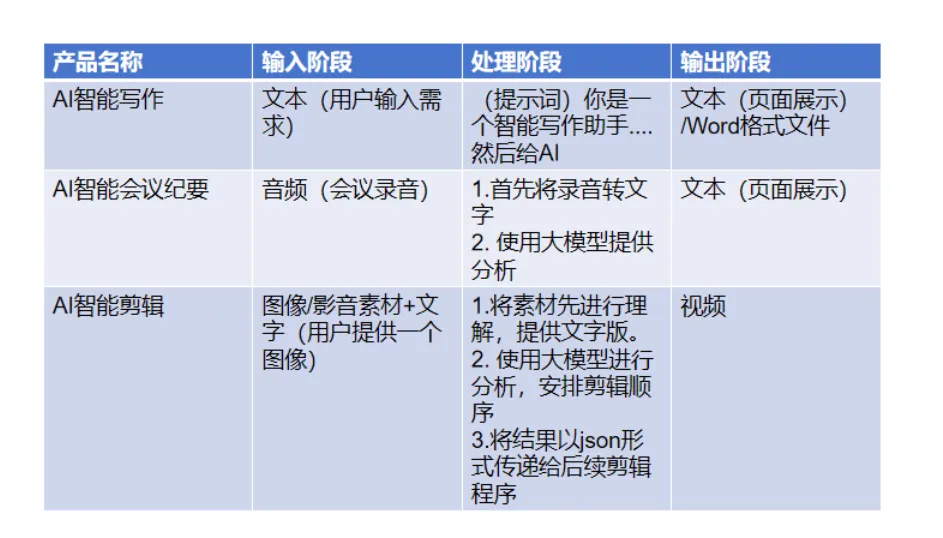 产品名称 输入阶段 处理阶段 输出阶段
AI智能写作 文本（用户输入需 （提示词）你是一 文本（页面展示）
求） 个智能写作助手.... /Word格式文件
然后给AI
AI智能会议纪要 音频（会议录音） 1.首先将录音转文 文本（页面展示）
字
2. 使用大模型提供
分析
AI智能剪辑 图像/影音素材+文 1.将素材先进行理 视频
字（用户提供一个 解，提供文字版。
图像） 2. 使用大模型进行
分析，安排剪辑顺
序
3.将结果以json形
式传递给后续剪辑
程序